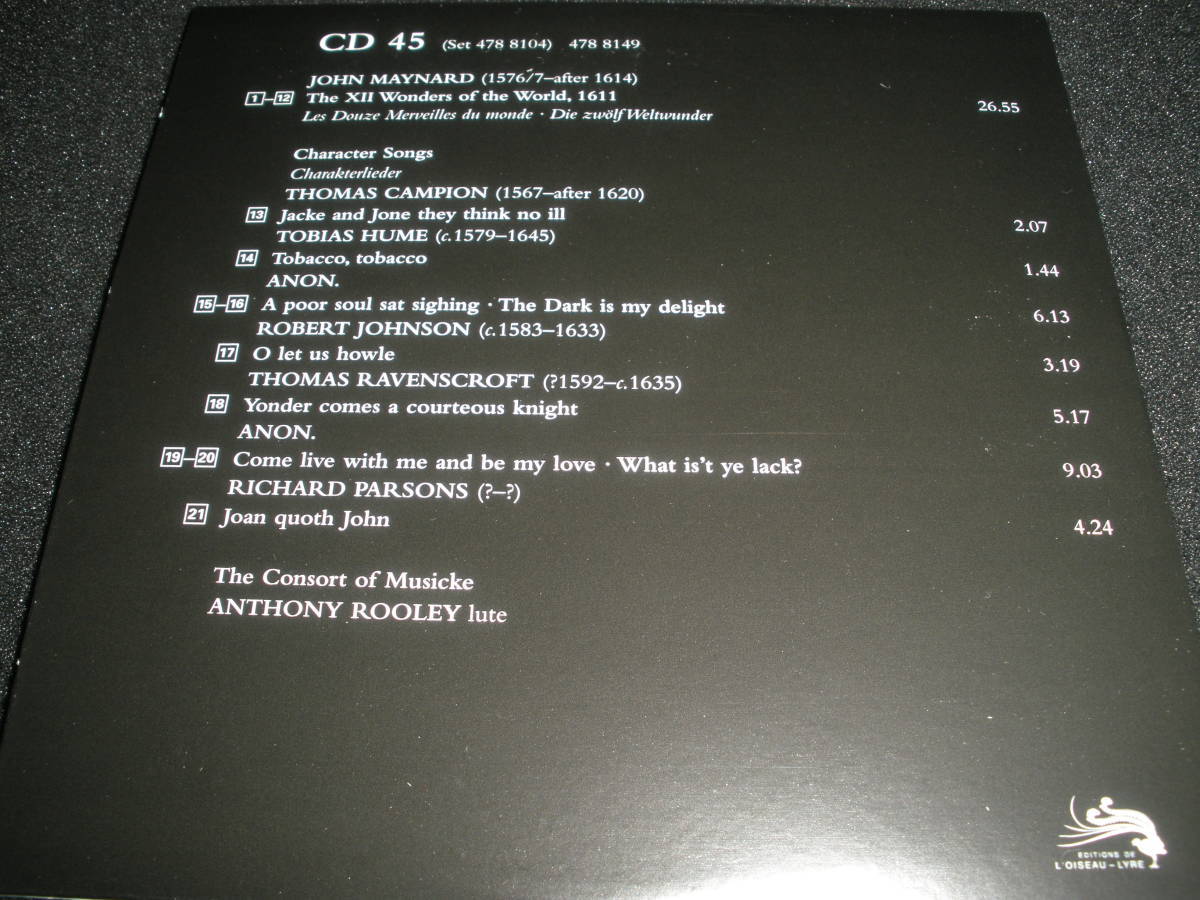 CD 45 (Set 478 8104) 478 8149
JOHN MAYNARD (1576/7–after 1614)
1–12 The XII Wonders of the World, 1611 26.55
Les Douze Merveilles du monde · Die zwölf Weltwunder
Character Songs
Charakterlieder
THOMAS CAMPION (1567–after 1620)
13 Jacke and Jone they think no ill 2.07
TOBIAS HUME (c.1579–1645)
14 Tobacco, tobacco 1.44
ANON.
15–16 A poor soul sat sighing · The Dark is my delight 6.13
ROBERT JOHNSON (c.1583–1633)
17 O let us howle 3.19
THOMAS RAVENSCROFT (?1592–c.1635)
18 Yonder comes a courteous knight 5.17
ANON.
19–20 Come live with me and be my love · What is't ye lack? 9.03
RICHARD PARSONS (?–?)
21 Joan quoth John 4.24
The Consort of Musicke
ANTHONY ROOLEY lute
EDITIONS DE
L'OISEAU-LYRE